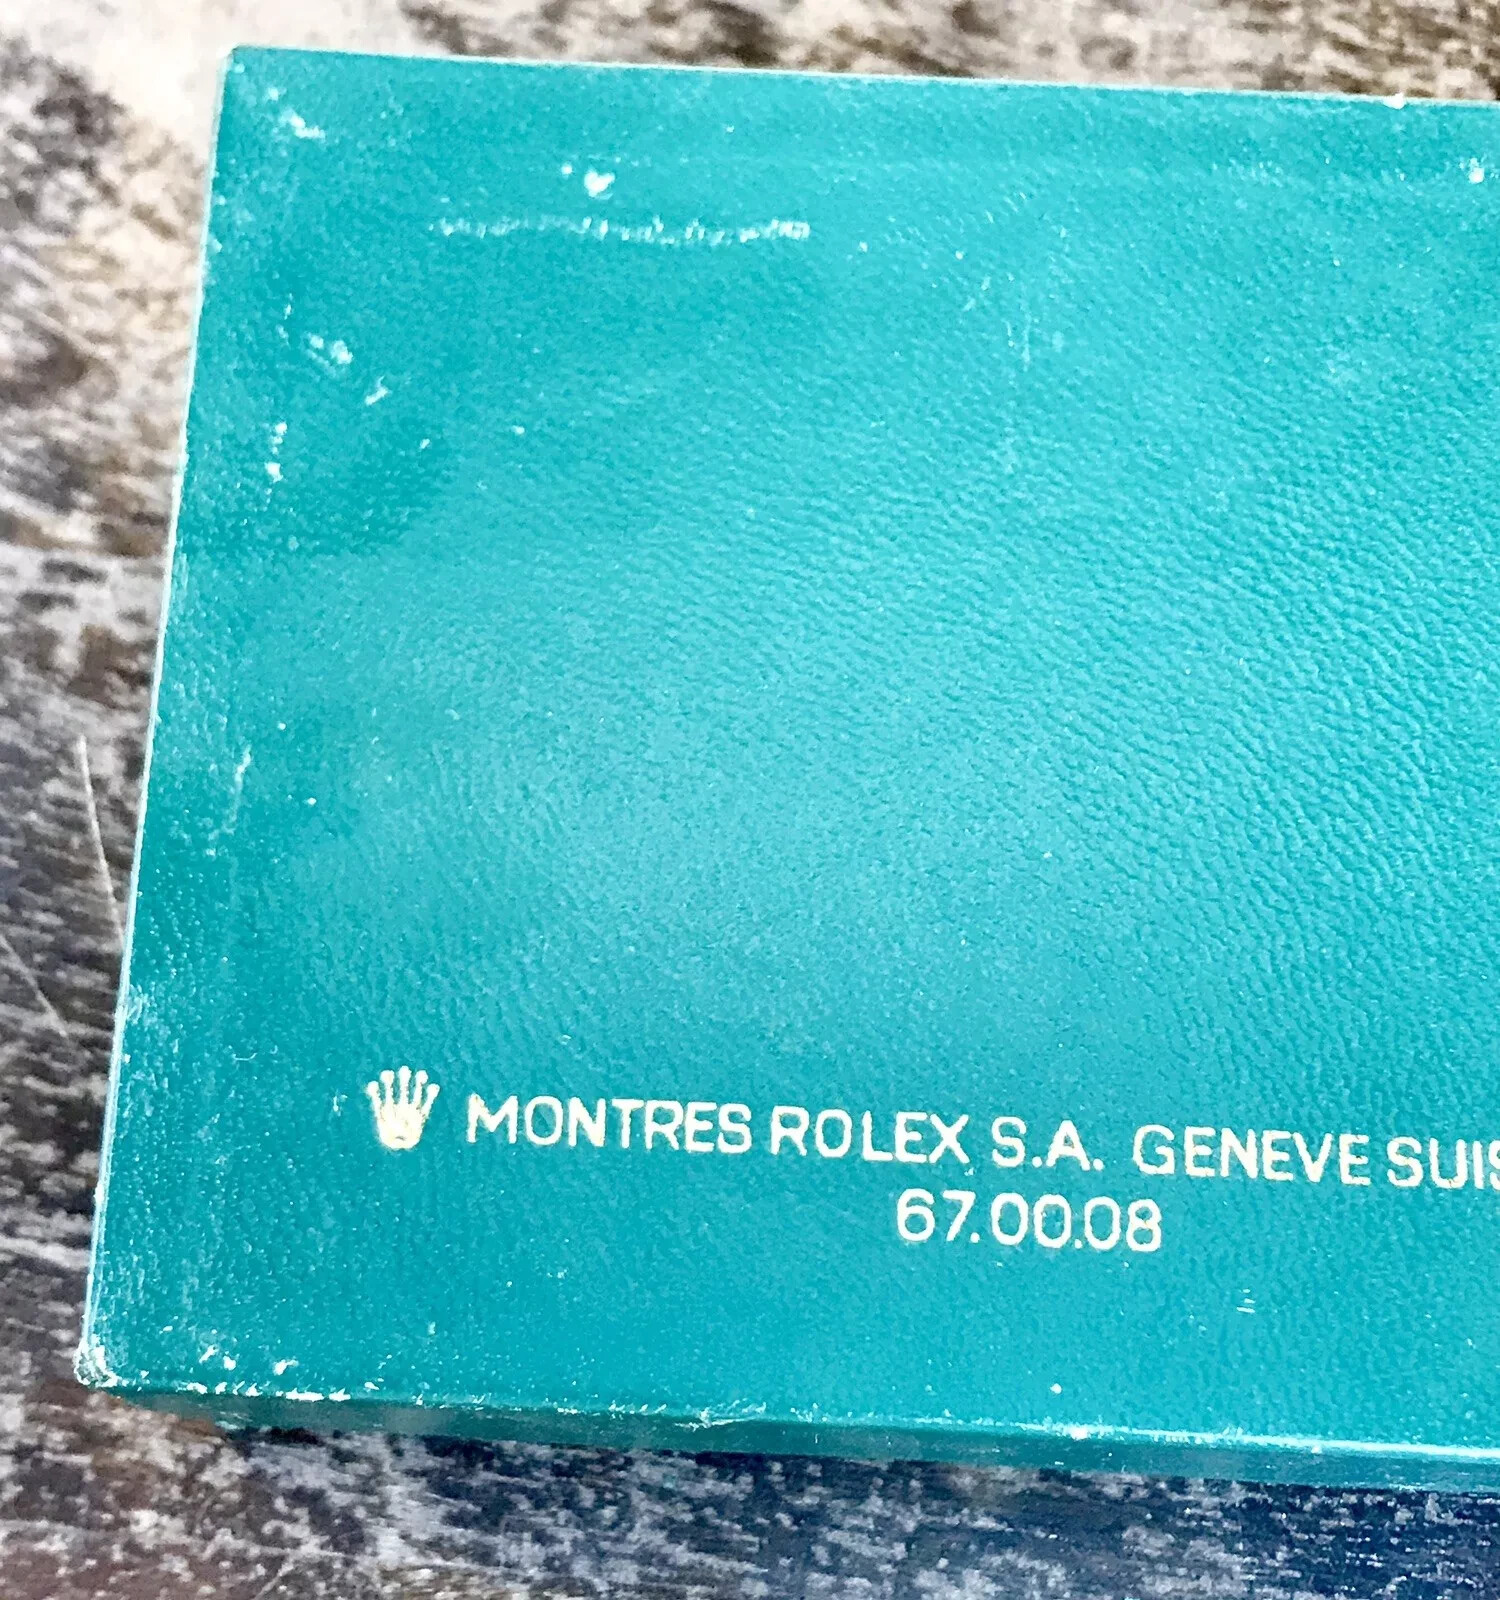 MONTRES ROLEX S.A. GENEVE SUIS
67.00.08